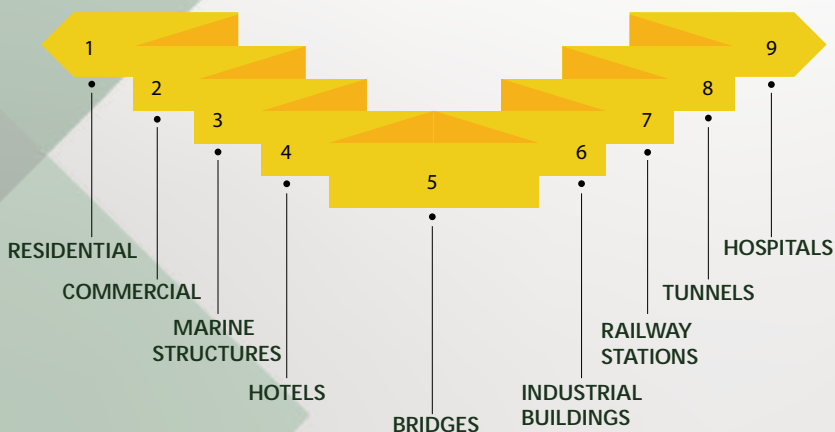 1
2
3
4
5
6
7
8
9
RESIDENTIAL
COMMERCIAL
MARINE
STRUCTURES
HOTELS
BRIDGES
INDUSTRIAL
BUILDINGS
RAILWAY
STATIONS
TUNNELS
HOSPITALS